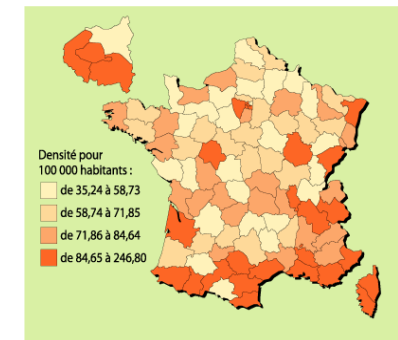 Densité pour
100 000 habitants :
de 35,24 à 58,73
de 58,74 à 71,85
de 71,86 à 84,64
de 84,65 à 246,80